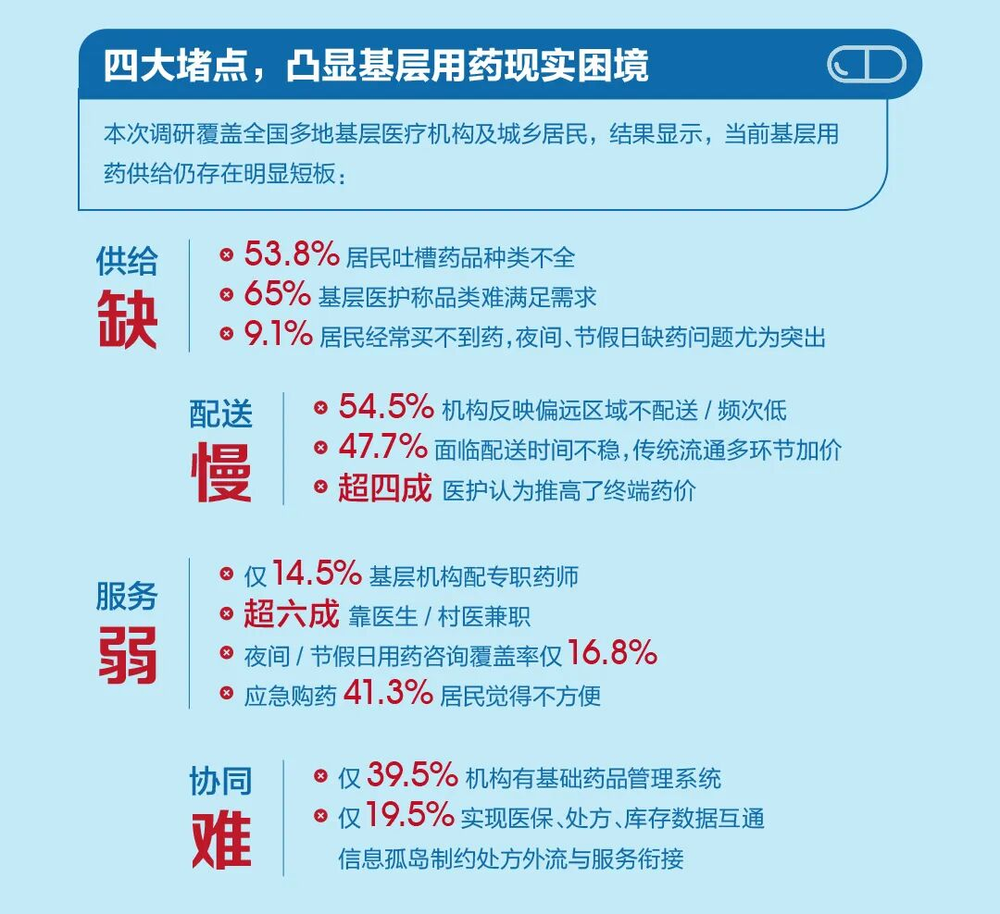 四大堵点，凸显基层用药现实困境
本次调研覆盖全国多地基层医疗机构及城乡居民，结果显示，当前基层用
药供给仍存在明显短板：
供给
缺
53.8% 居民吐槽药品种类不全
65% 基层医护称品类难满足需求
9.1% 居民经常买不到药，夜间、节假日缺药问题尤为突出
配送
慢
54.5% 机构反映偏远区域不配送 / 频次低
47.7% 面临配送时间不稳，传统流通多环节加价
超四成 医护认为推高了终端药价
服务
弱
仅 14.5% 基层机构配专职药师
超六成 靠医生 / 村医兼职
夜间 / 节假日用药咨询覆盖率仅 16.8%
应急购药 41.3% 居民觉得不方便
协同
难
仅 39.5% 机构有基础药品管理系统
仅 19.5% 实现医保、处方、库存数据互通
信息孤岛制约处方外流与服务衔接